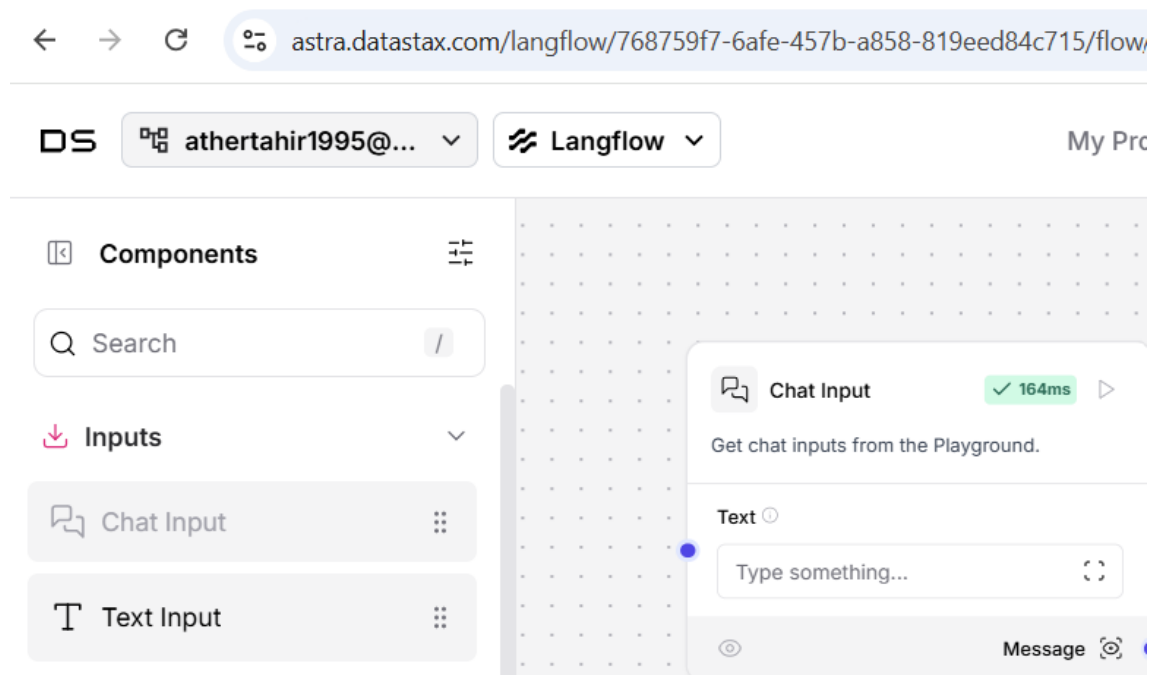 astra.datastax.com/langflow/768759f7-6afe-457b-a858-819eed84c715/flow/
DS athertahir1995@... Langflow My Pro
Components
Search /
Inputs
Chat Input
Text Input
Chat Input 164ms
Get chat inputs from the Playground.
Text
Type something...
Message